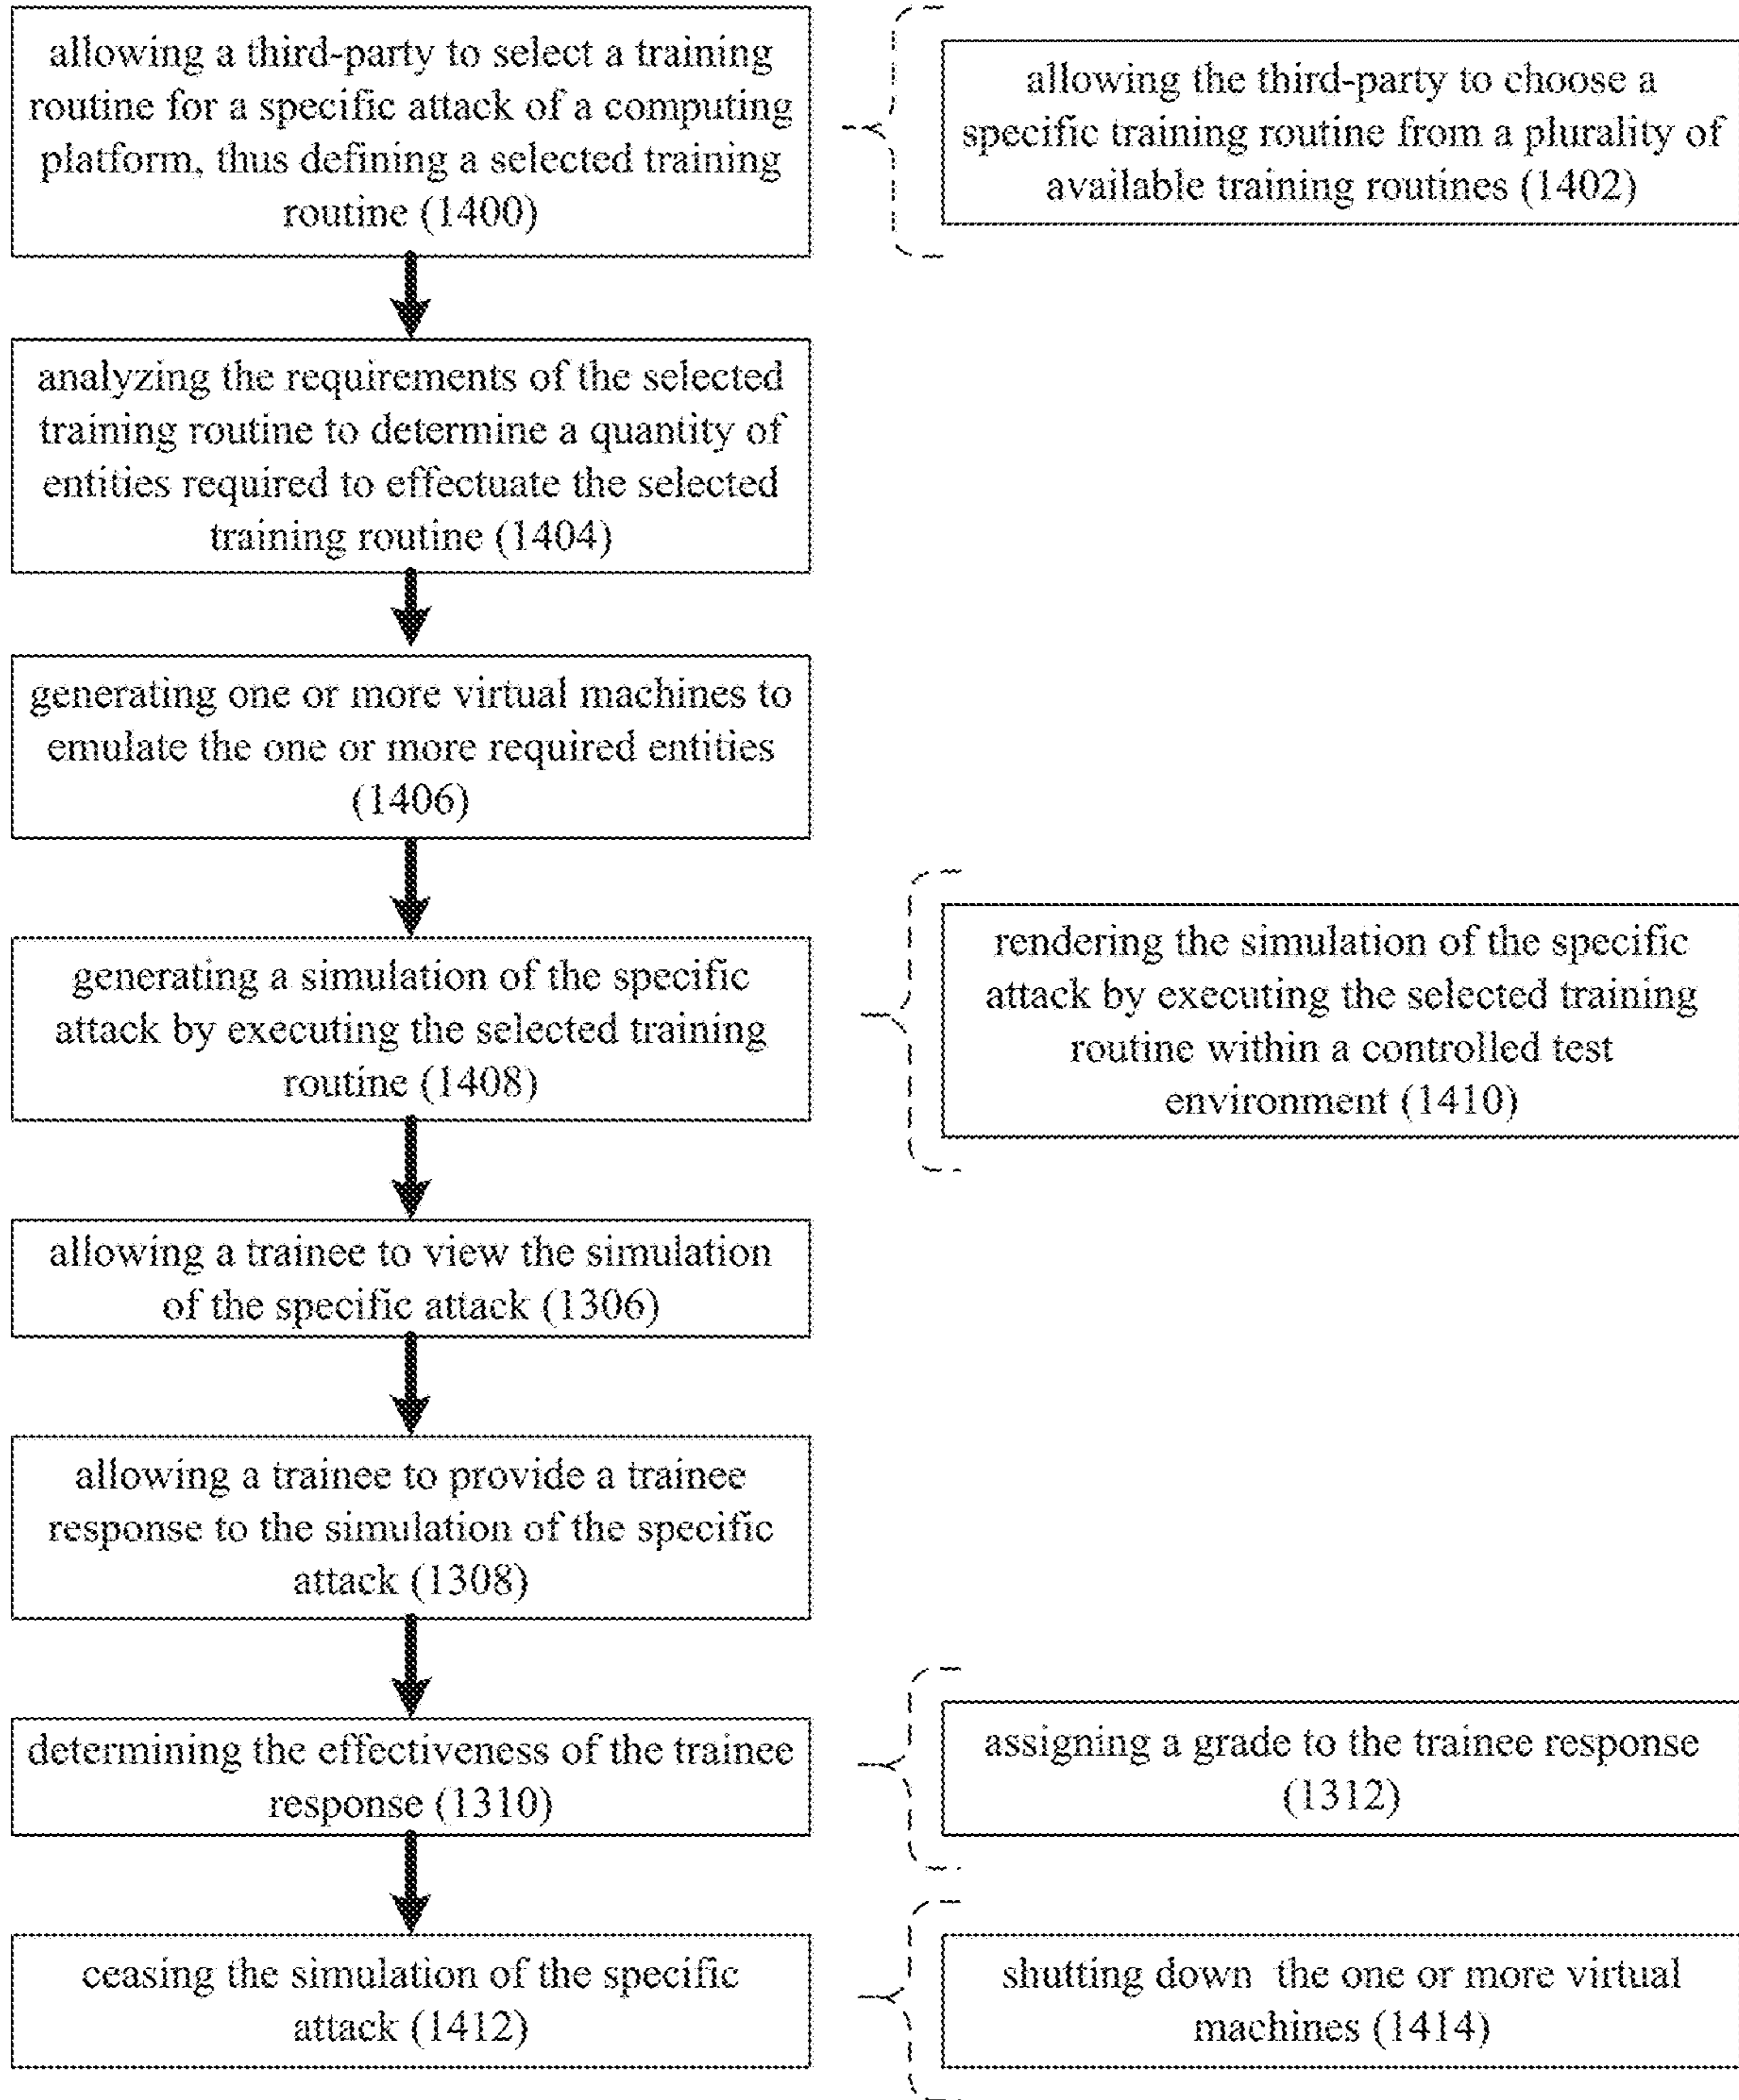 allowing a third-party to select a training
routine for a specific attack of a computing
platform, thus defining a selected training
routine (1400)
allowing the third-party to choose a
specific training routine from a plurality of
available training routines (1402)
analyzing the requirements of the selected
training routine to determine a quantity of
entities required to effectuate the selected
training routine (1404)
generating one or more virtual machines to
emulate the one or more required entities
(1406)
generating a simulation of the specific
attack by executing the selected training
routine (1408)
rendering the simulation of the specific
attack by executing the selected training
routine within a controlled test
environment (1410)
allowing a trainee to view the simulation
of the specific attack (1306)
allowing a trainee to provide a trainee
response to the simulation of the specific
attack (1308)
determining the effectiveness of the trainee
response (1310)
assigning a grade to the trainee response
(1312)
ceasing the simulation of the specific
attack (1412)
shutting down the one or more virtual
machines (1414)